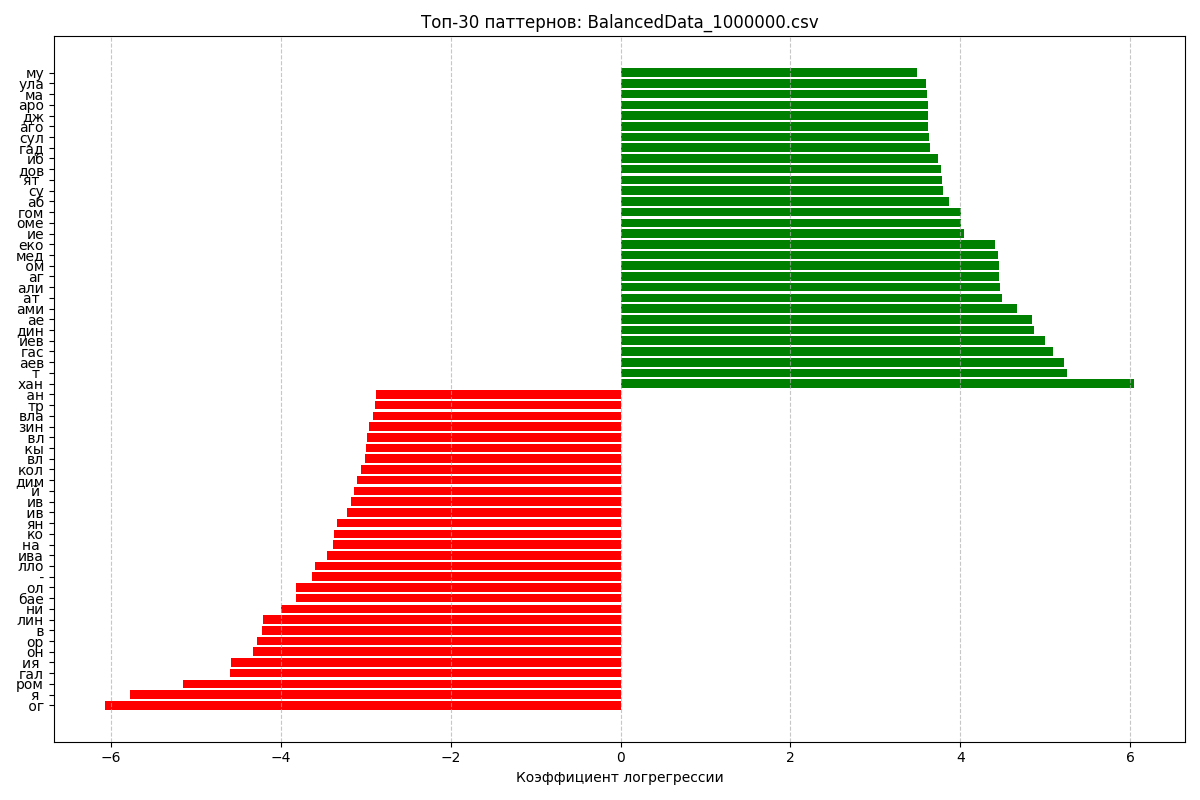 Топ-30 паттернов: BalancedData_1000000.csv
му
ула
ма
аро
дж
аго
сул
гад
иб
дов
ят
су
аб
гом
оме
ие
еко
мед
ом
аг
али
ат
ами
ае
дин
иев
гас
аев
т
хан
ан
тр
вла
зин
вл
кы
вл
кол
дим
и
ив
ив
ян
ко
на
ива
лло
-
ол
бае
ни
лин
в
ор
он
ия
гал
ром
я
ог
−6 −4 −2 0 2 4 6
Коэффициент логрегрессии